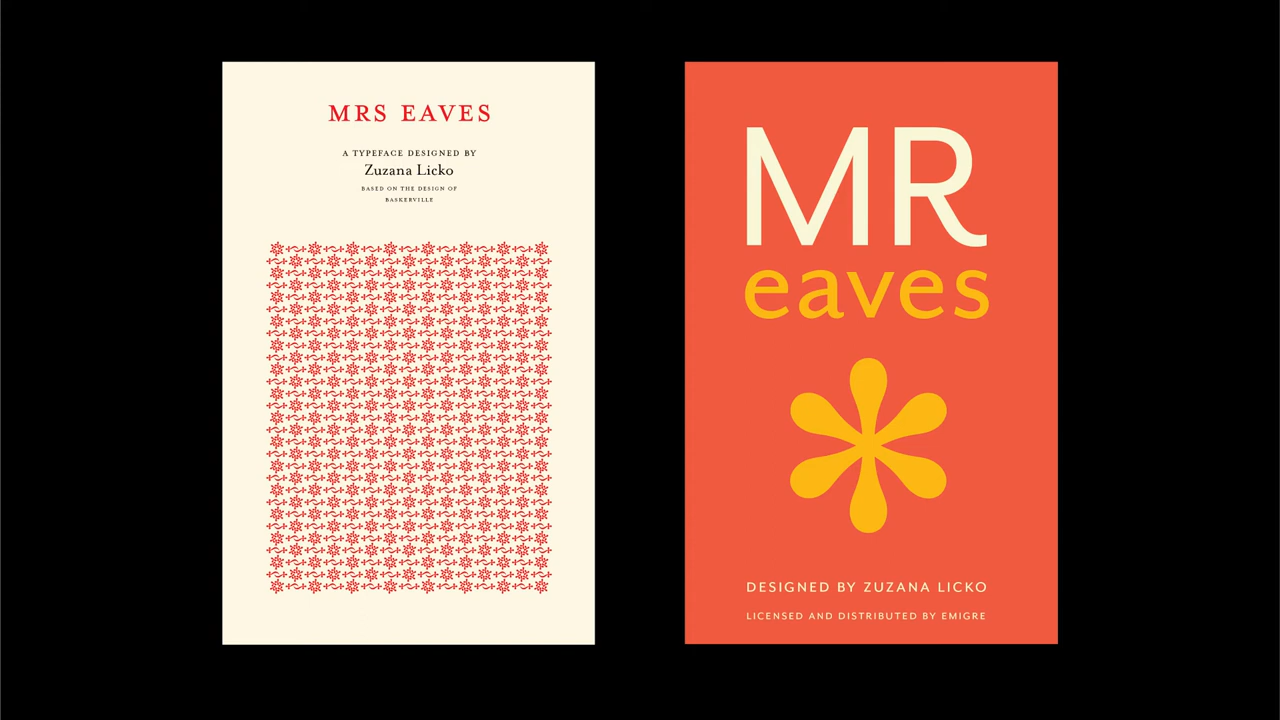 MRS EAVES
A TYPEFACE DESIGNED BY
Zuzana Licko
BASED ON THE DESIGN OF
BASKERVILLE
MR
eaves
DESIGNED BY ZUZANA LICKO
LICENSED AND DISTRIBUTED BY EMIGRE